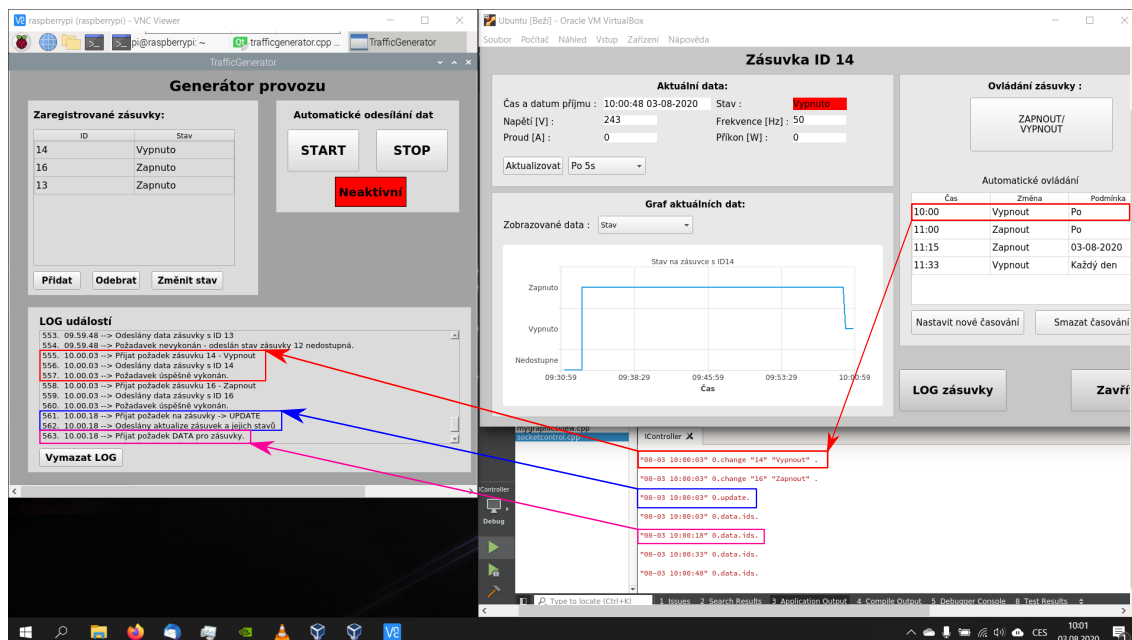 raspberrypi (raspberrypi) - VNC Viewer
pi@raspberrypi: ~
trafficgenerator.cpp ...
TrafficGenerator
TrafficGenerator
Generátor provozu
Zaregistrované zásuvky:
ID Stav
14 Vypnuto
16 Zapnuto
13 Zapnuto
Přidat Odebrat Změnit stav
Automatické odesílání dat
START STOP
Neaktivní
LOG událostí
553. 09.59.48 --> Odeslány data zásuvky s ID 13
554. 09.59.48 --> Požadavek nevykonán - odeslán stav zásuvky 12 nedostupná.
555. 10.00.03 --> Přijat požadek zásuvku 14 - Vypnout
556. 10.00.03 --> Odeslány data zásuvky s ID 14
557. 10.00.03 --> Požadavek úspěšně vykonán.
558. 10.00.03 --> Přijat požadek zásuvku 16 - Zapnout
559. 10.00.03 --> Odeslány data zásuvky s ID 16
560. 10.00.03 --> Požadavek úspěšně vykonán.
561. 10.00.18 --> Přijat požadek na zásuvky -> UPDATE
562. 10.00.18 --> Odeslány aktualize zásuvek a jejich stavů
563. 10.00.18 --> Přijat požadek DATA pro zásuvky.
Vymazat LOG
Ubuntu [Beží] - Oracle VM VirtualBox
Soubor Počítač Náhled Vstup Zařízení Nápověda
Zásuvka ID 14
Aktuální data:
Čas a datum příjmu : 10:00:48 03-08-2020 Stav : Vypnuto
Napětí [V] : 243 Frekvence [Hz] : 50
Proud [A] : 0 Příkon [W] : 0
Aktualizovat Po 5s
Graf aktuálních dat:
Zobrazované data : Stav
Stav na zásuvce s ID14
Zapnuto
Vypnuto
Nedostupne
09:30:59 09:38:29 09:45:59 09:53:29 10:00:59
Čas
Ovládání zásuvky :
ZAPNOUT/
VYPNOUT
Automatické ovládání
Čas Změna Podmínka
10:00 Vypnout Po
11:00 Zapnout Po
11:15 Zapnout 03-08-2020
11:33 Vypnout Každý den
Nastavit nové časování Smazat časování
LOG zásuvky Zavří
mygraphicsview.cpp
socketcontrol.cpp
IController
"08-03 10:00:03" 0.change "14" "Vypnout" .
"08-03 10:00:03" 0.change "16" "Zapnout" .
"08-03 10:00:03" 0.update.
"08-03 10:00:03" 0.data.ids.
"08-03 10:00:18" 0.data.ids.
"08-03 10:00:33" 0.data.ids.
"08-03 10:00:48" 0.data.ids.
IController
Debug
Type to locate (Ctrl+K) 1 Issues 2 Search Results 3 Application Output 4 Compile Output 5 Debugger Console 8 Test Results
CES
10:01
03.08.2020